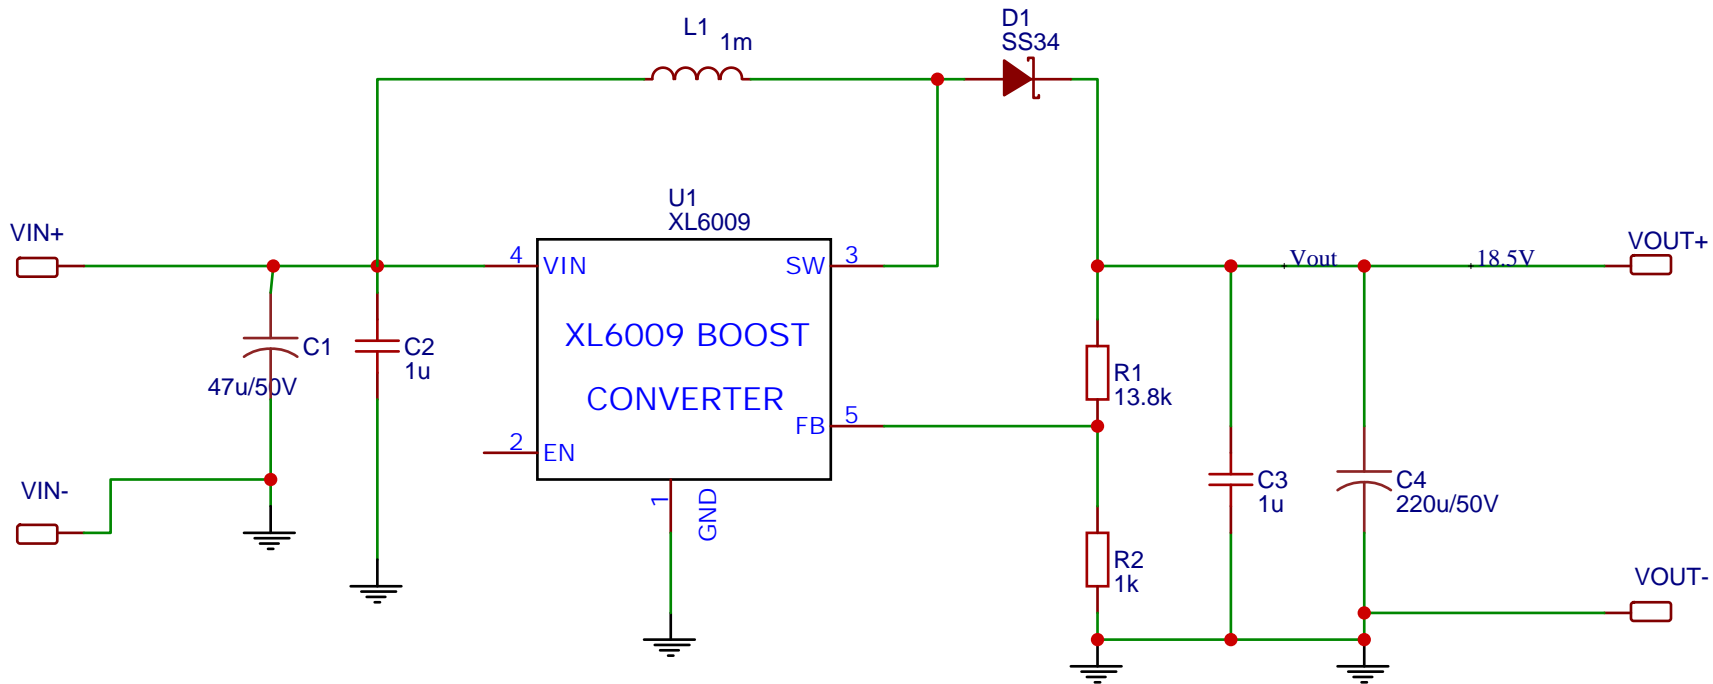 L1
1m
D1
SS34
U1
XL6009
VIN+
4
VIN
SW
3
+Vout
+18.5V
VOUT+
XL6009 BOOST
CONVERTER
C1
47u/50V
C2
1u
R1
13.8k
FB
5
2
EN
VIN-
1
GND
C3
1u
C4
220u/50V
R2
1k
VOUT-